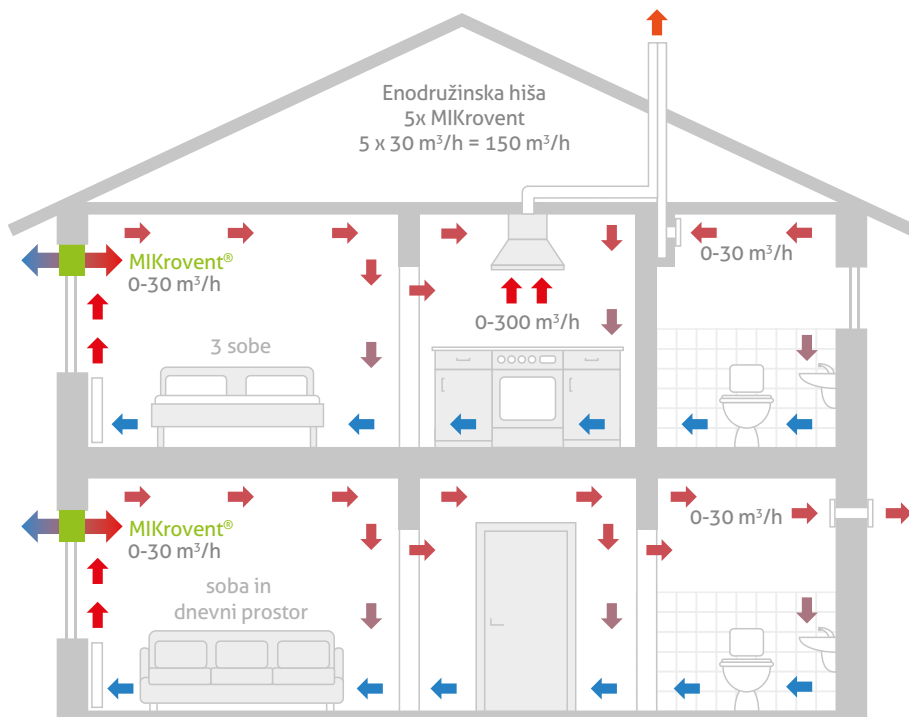 Enodružinska hiša
5x MIKrovent
5 x 30 m³/h = 150 m³/h
MIKrovent®
0-30 m³/h
0-30 m³/h
0-300 m³/h
3 sobe
MIKrovent®
0-30 m³/h
0-30 m³/h
soba in
dnevni prostor